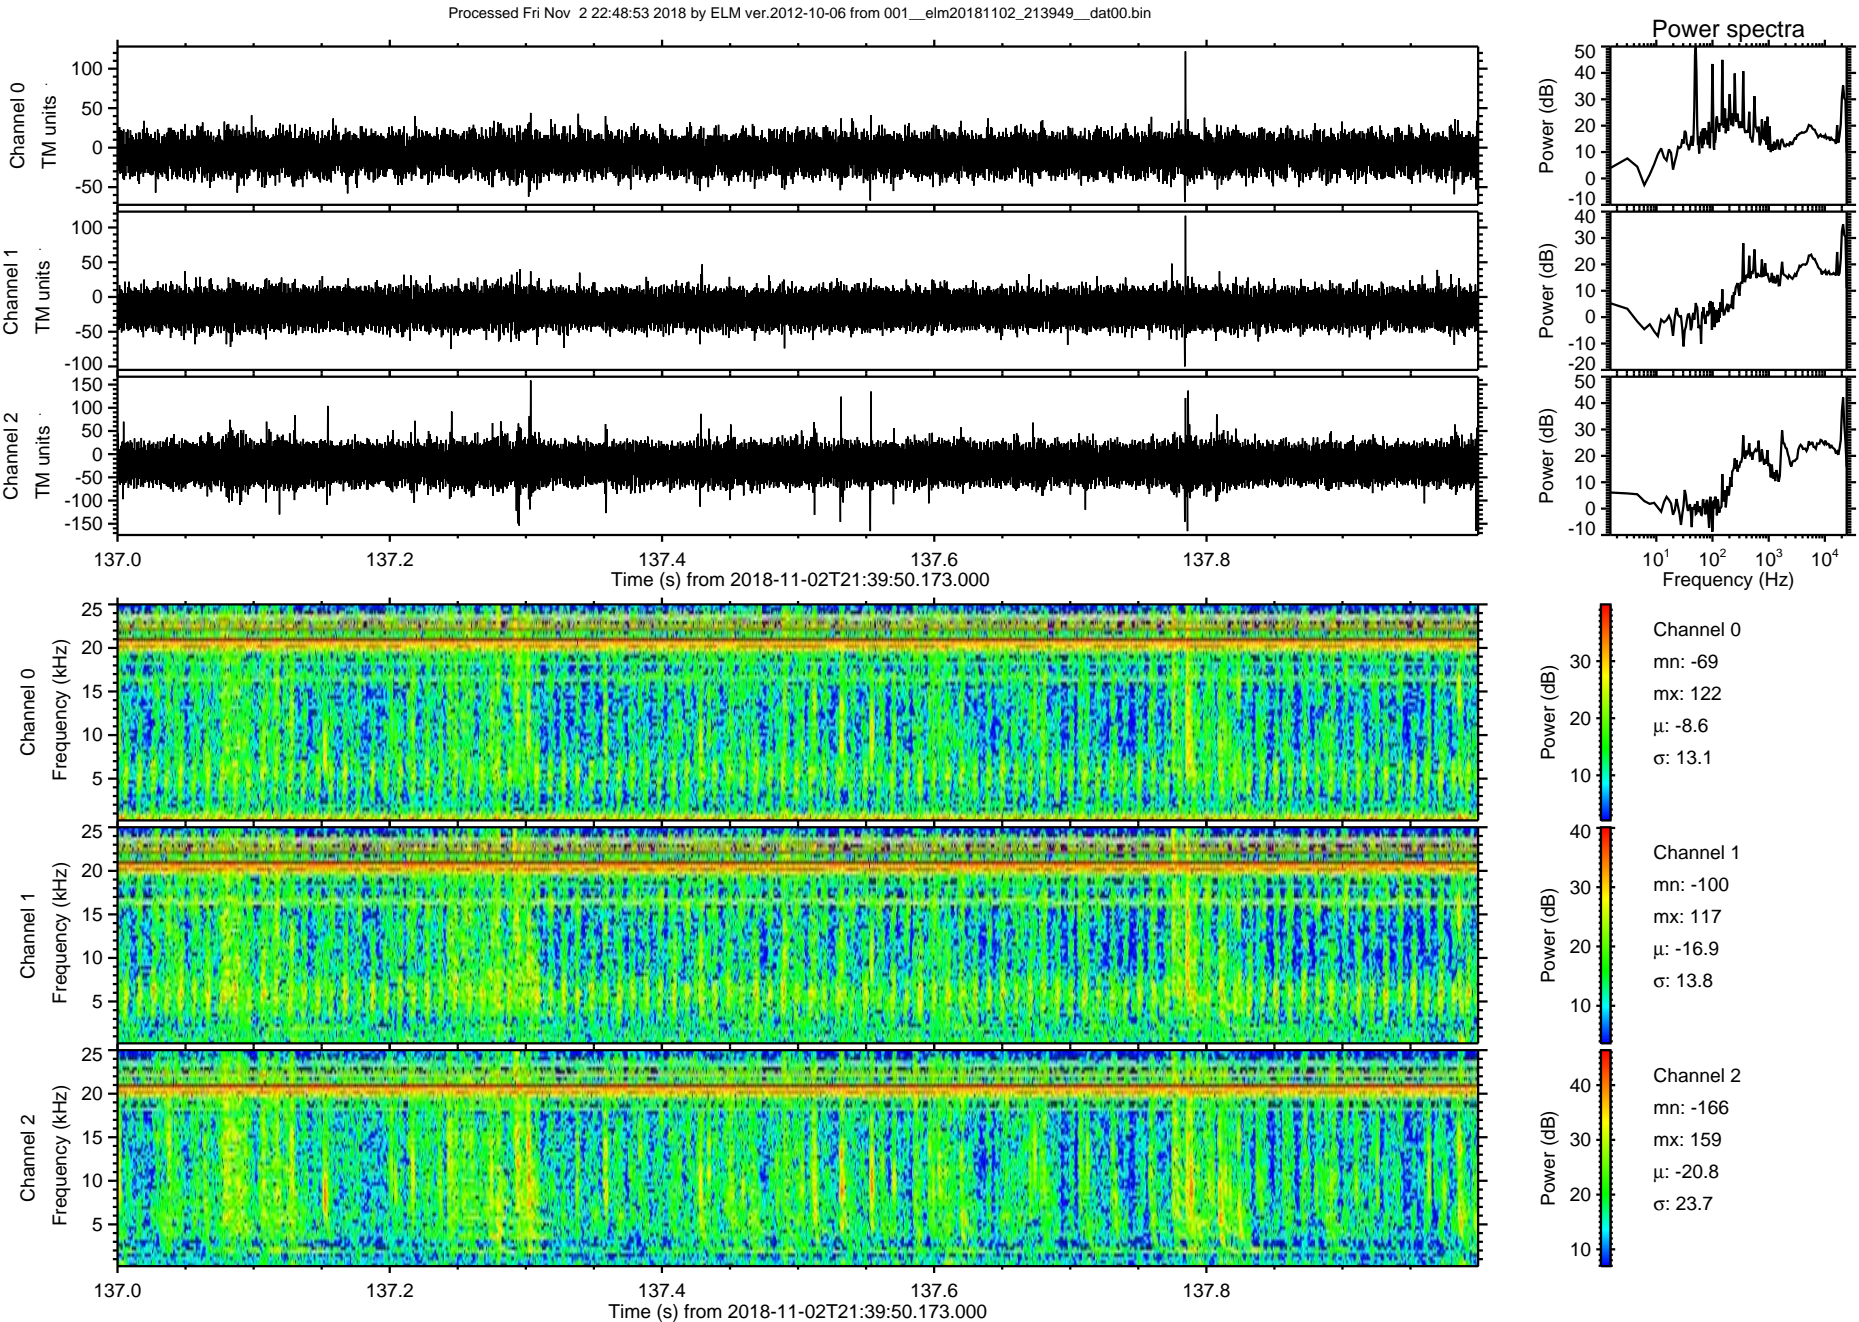 Processed Fri Nov  2 22:48:53 2018 by ELM ver.2012-10-06 from 001__elm20181102_213949__dat00.bin
Power spectra
Channel 0
TM units
100
50
0
-50
Power (dB)
50
40
30
20
10
0
-10
Channel 1
TM units
100
50
0
-50
-100
Power (dB)
40
30
20
10
0
-10
-20
Channel 2
TM units
150
100
50
0
-50
-100
-150
Power (dB)
50
40
30
20
10
0
-10
137.0 137.2 137.4 137.6 137.8
Time (s) from 2018-11-02T21:39:50.173.000
10^1 10^2 10^3 10^4
Frequency (Hz)
Channel 0
Frequency (kHz)
25
20
15
10
5
Power (dB)
30
20
10
Channel 0
mn: -69
mx: 122
μ: -8.6
σ: 13.1
Channel 1
Frequency (kHz)
25
20
15
10
5
Power (dB)
40
30
20
10
Channel 1
mn: -100
mx: 117
μ: -16.9
σ: 13.8
Channel 2
Frequency (kHz)
25
20
15
10
5
Power (dB)
40
30
20
10
Channel 2
mn: -166
mx: 159
μ: -20.8
σ: 23.7
137.0 137.2 137.4 137.6 137.8
Time (s) from 2018-11-02T21:39:50.173.000